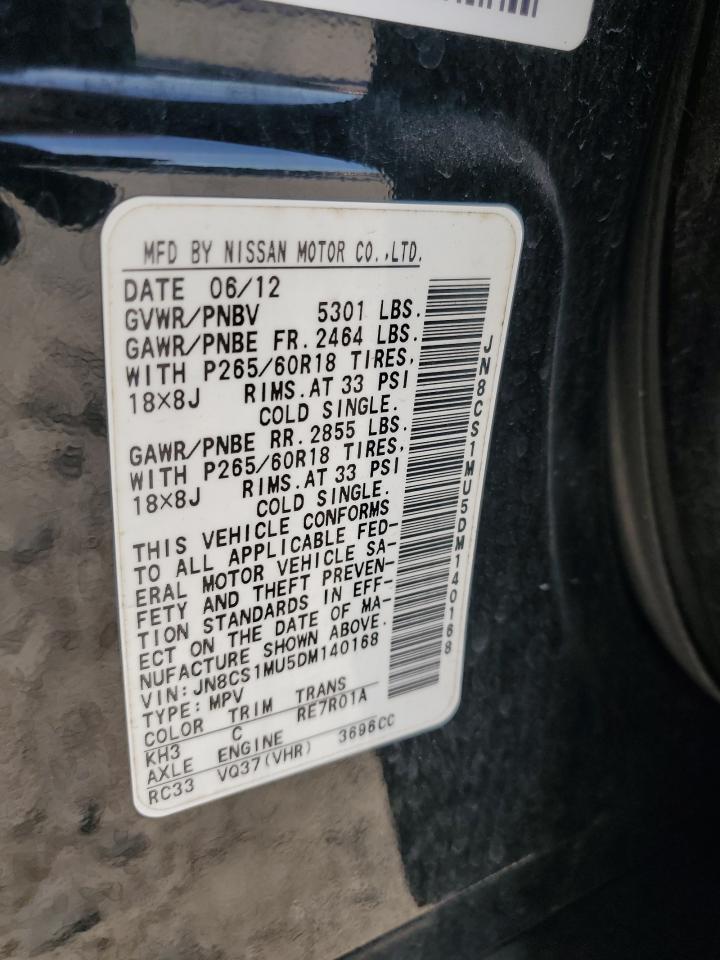 MFD BY NISSAN MOTOR CO.,LTD.
DATE 06/12
GVWR/PNBV 5301 LBS.
GAWR/PNBE FR. 2464 LBS.
WITH P265/60R18 TIRES,
18×8J RIMS.AT 33 PSI
COLD SINGLE.
GAWR/PNBE RR. 2855 LBS.
WITH P265/60R18 TIRES,
18×8J RIMS.AT 33 PSI
COLD SINGLE.
THIS VEHICLE CONFORMS
TO ALL APPLICABLE FED-
ERAL MOTOR VEHICLE SA-
FETY AND THEFT PREVEN-
TION STANDARDS IN EFF-
ECT ON THE DATE OF MA-
NUFACTURE SHOWN ABOVE.
VIN: JN8CS1MU5DM140168
TYPE: MPV
COLOR TRIM TRANS
KH3 C RE7R01A
AXLE ENGINE
RC33 VQ37(VHR) 3696CC
JN8CS1MU5DM140168